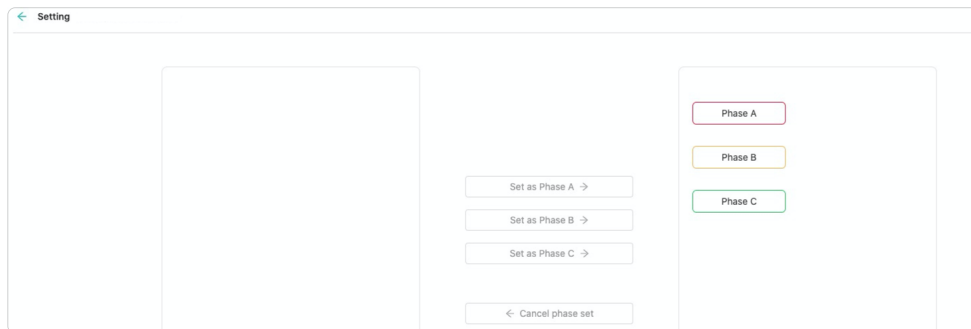 Setting
Phase A
Phase B
Set as Phase A
Phase C
Set as Phase B
Set as Phase C
Cancel phase set